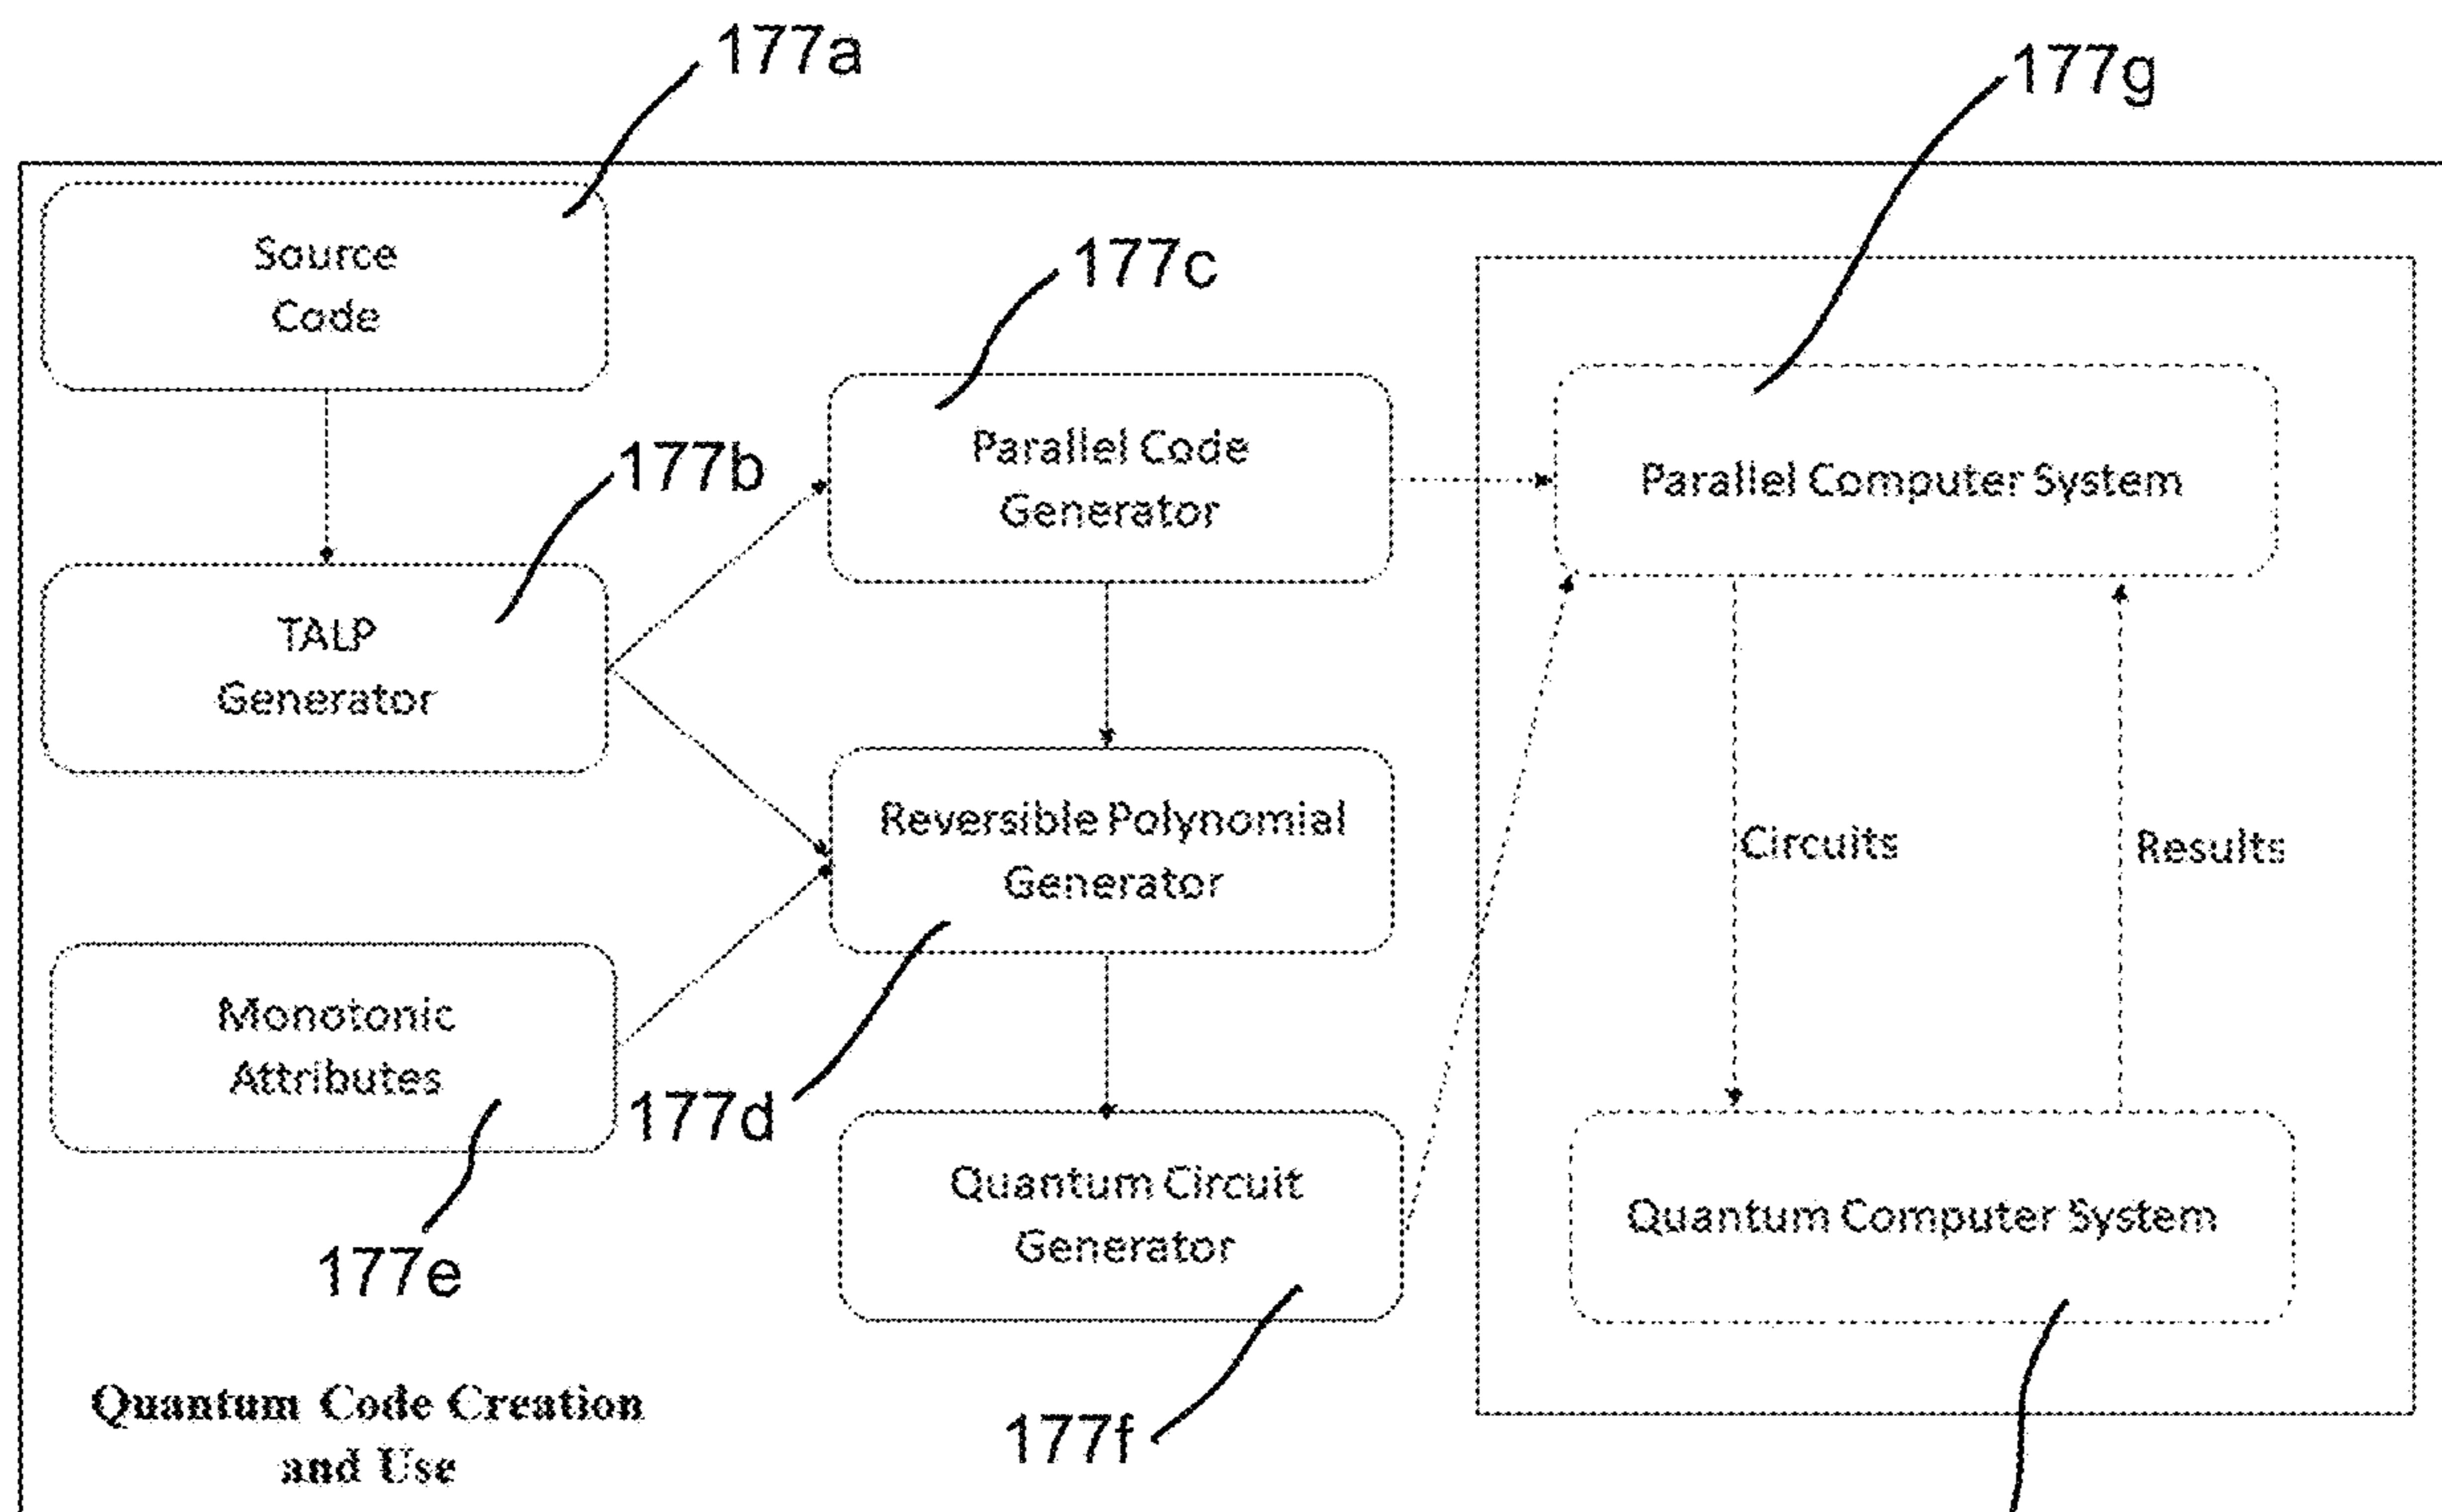 177a
177g
Source
Code
177c
Parallel Code
Generator
Parallel Computer System
177b
TALP
Generator
Reversible Polynomial
Generator
Circuits
Results
Monotonic
Attributes
177d
Quantum Circuit
Generator
Quantum Computer System
177e
177f
Quantum Code Creation
and Use